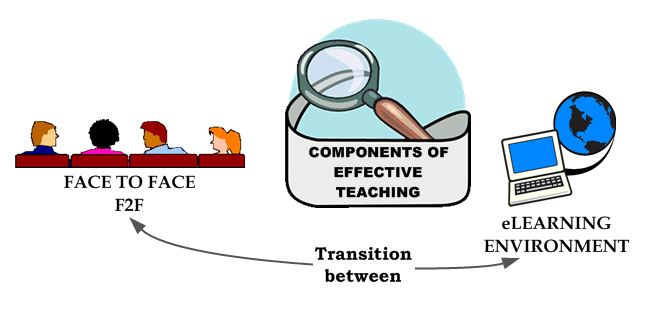 COMPONENTS OF
EFFECTIVE
TEACHING
FACE TO FACE
F2F
eLEARNING
ENVIRONMENT
Transition
between